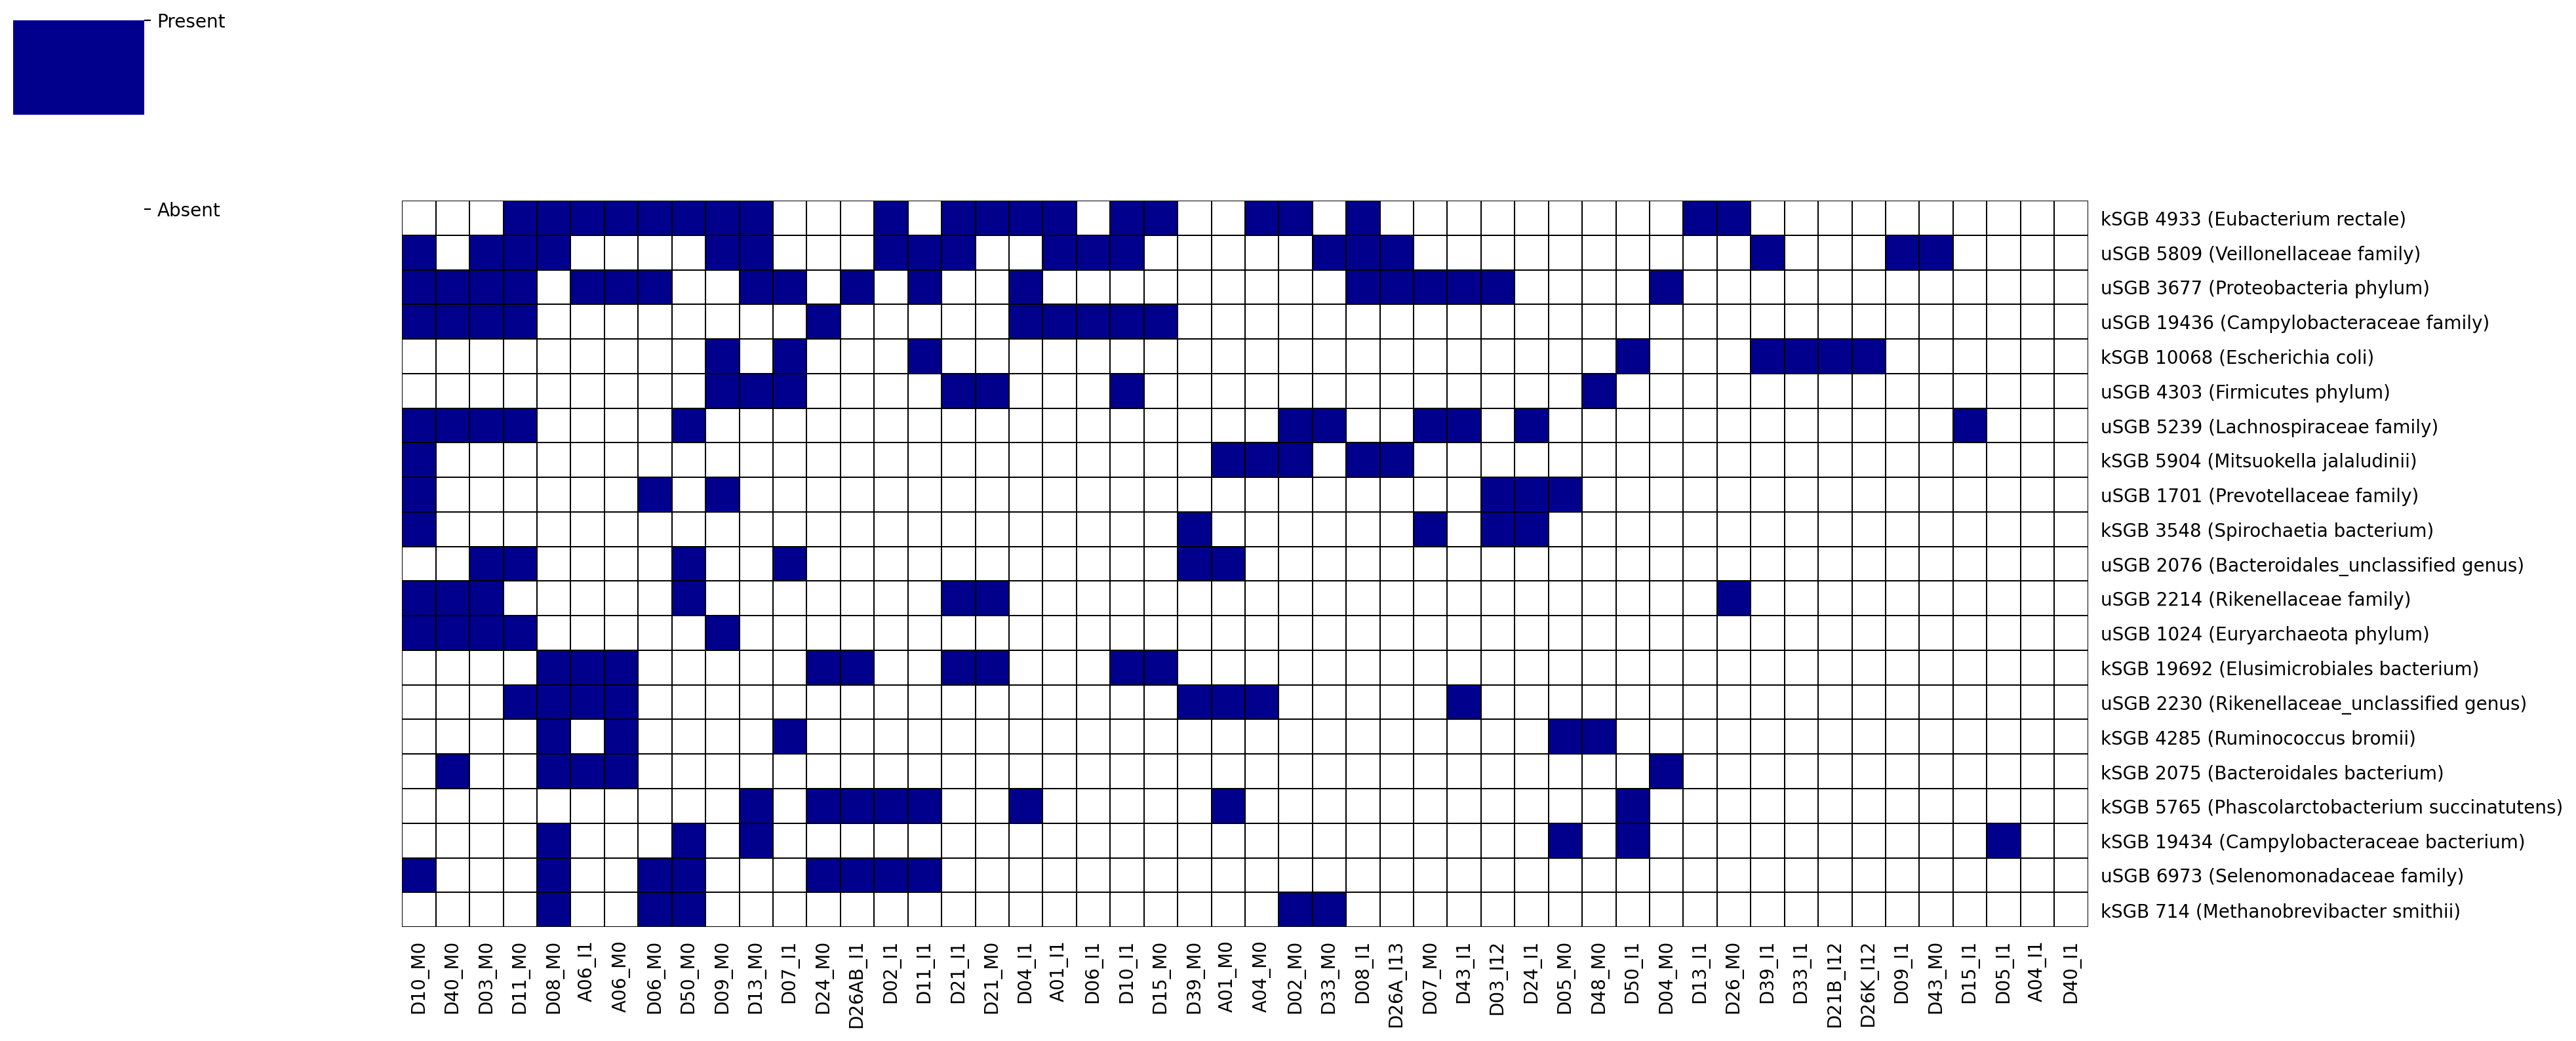 Present
Absent
kSGB 4933 (Eubacterium rectale)
uSGB 5809 (Veillonellaceae family)
uSGB 3677 (Proteobacteria phylum)
uSGB 19436 (Campylobacteraceae family)
kSGB 10068 (Escherichia coli)
uSGB 4303 (Firmicutes phylum)
uSGB 5239 (Lachnospiraceae family)
kSGB 5904 (Mitsuokella jalaludinii)
uSGB 1701 (Prevotellaceae family)
kSGB 3548 (Spirochaetia bacterium)
uSGB 2076 (Bacteroidales_unclassified genus)
uSGB 2214 (Rikenellaceae family)
uSGB 1024 (Euryarchaeota phylum)
kSGB 19692 (Elusimicrobiales bacterium)
uSGB 2230 (Rikenellaceae_unclassified genus)
kSGB 4285 (Ruminococcus bromii)
kSGB 2075 (Bacteroidales bacterium)
kSGB 5765 (Phascolarctobacterium succinatutens)
kSGB 19434 (Campylobacteraceae bacterium)
uSGB 6973 (Selenomonadaceae family)
kSGB 714 (Methanobrevibacter smithii)
D10_M0
D40_M0
D03_M0
D11_M0
D08_M0
A06_I1
A06_M0
D06_M0
D50_M0
D09_M0
D13_M0
D07_I1
D24_M0
D26AB_I1
D02_I1
D11_I1
D21_I1
D21_M0
D04_I1
A01_I1
D06_I1
D10_I1
D15_M0
D39_M0
A01_M0
A04_M0
D02_M0
D33_M0
D08_I1
D26A_I13
D07_M0
D43_I1
D03_I12
D24_I1
D05_M0
D48_M0
D50_I1
D04_M0
D13_I1
D26_M0
D39_I1
D33_I1
D21B_I12
D26K_I12
D09_I1
D43_M0
D15_I1
D05_I1
A04_I1
D40_I1